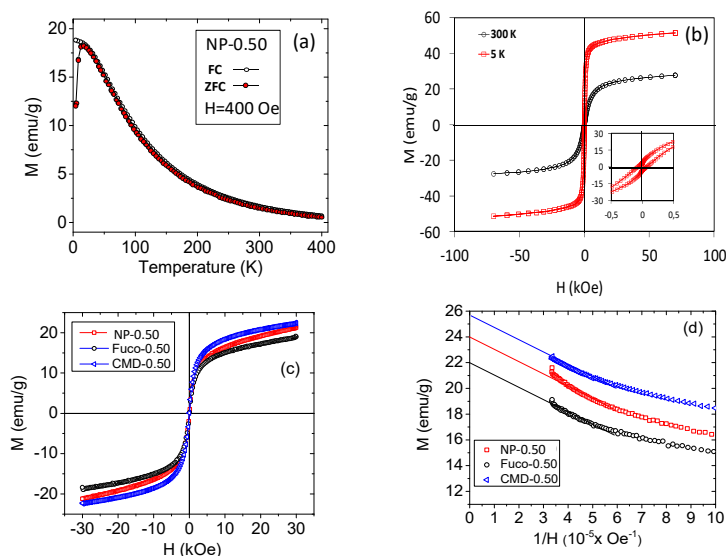 (a)
NP-0.50
FC
ZFC
H=400 Oe
M (emu/g)
20
15
10
5
0
0 100 200 300 400
Temperature (K)
(b)
300 K
5 K
M (emu/g)
60
40
20
0
-20
-40
-60
-100 -50 0 50 100
H (kOe)
30
15
0
-15
-30
-0,5 0 0,5
(c)
NP-0.50
Fuco-0.50
CMD-0.50
M (emu/g)
20
10
0
-10
-20
-30 -20 -10 0 10 20 30
H (kOe)
(d)
NP-0.50
Fuco-0.50
CMD-0.50
M (emu/g)
26
24
22
20
18
16
14
12
0 1 2 3 4 5 6 7 8 9 10
1/H (10⁻⁵x Oe⁻¹)